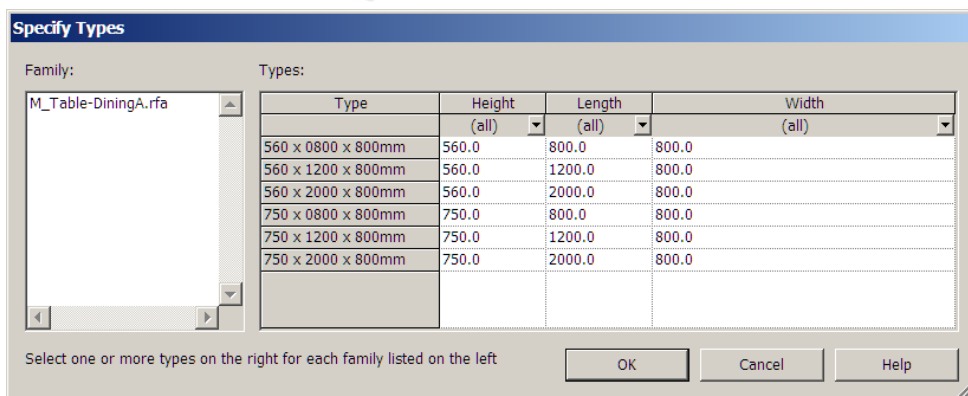 Specify Types
Family: Types:
M_Table-DiningA.rfa
Type Height Length Width
(all) (all) (all)
560 x 0800 x 800mm 560.0 800.0 800.0
560 x 1200 x 800mm 560.0 1200.0 800.0
560 x 2000 x 800mm 560.0 2000.0 800.0
750 x 0800 x 800mm 750.0 800.0 800.0
750 x 1200 x 800mm 750.0 1200.0 800.0
750 x 2000 x 800mm 750.0 2000.0 800.0
Select one or more types on the right for each family listed on the left
OK Cancel Help